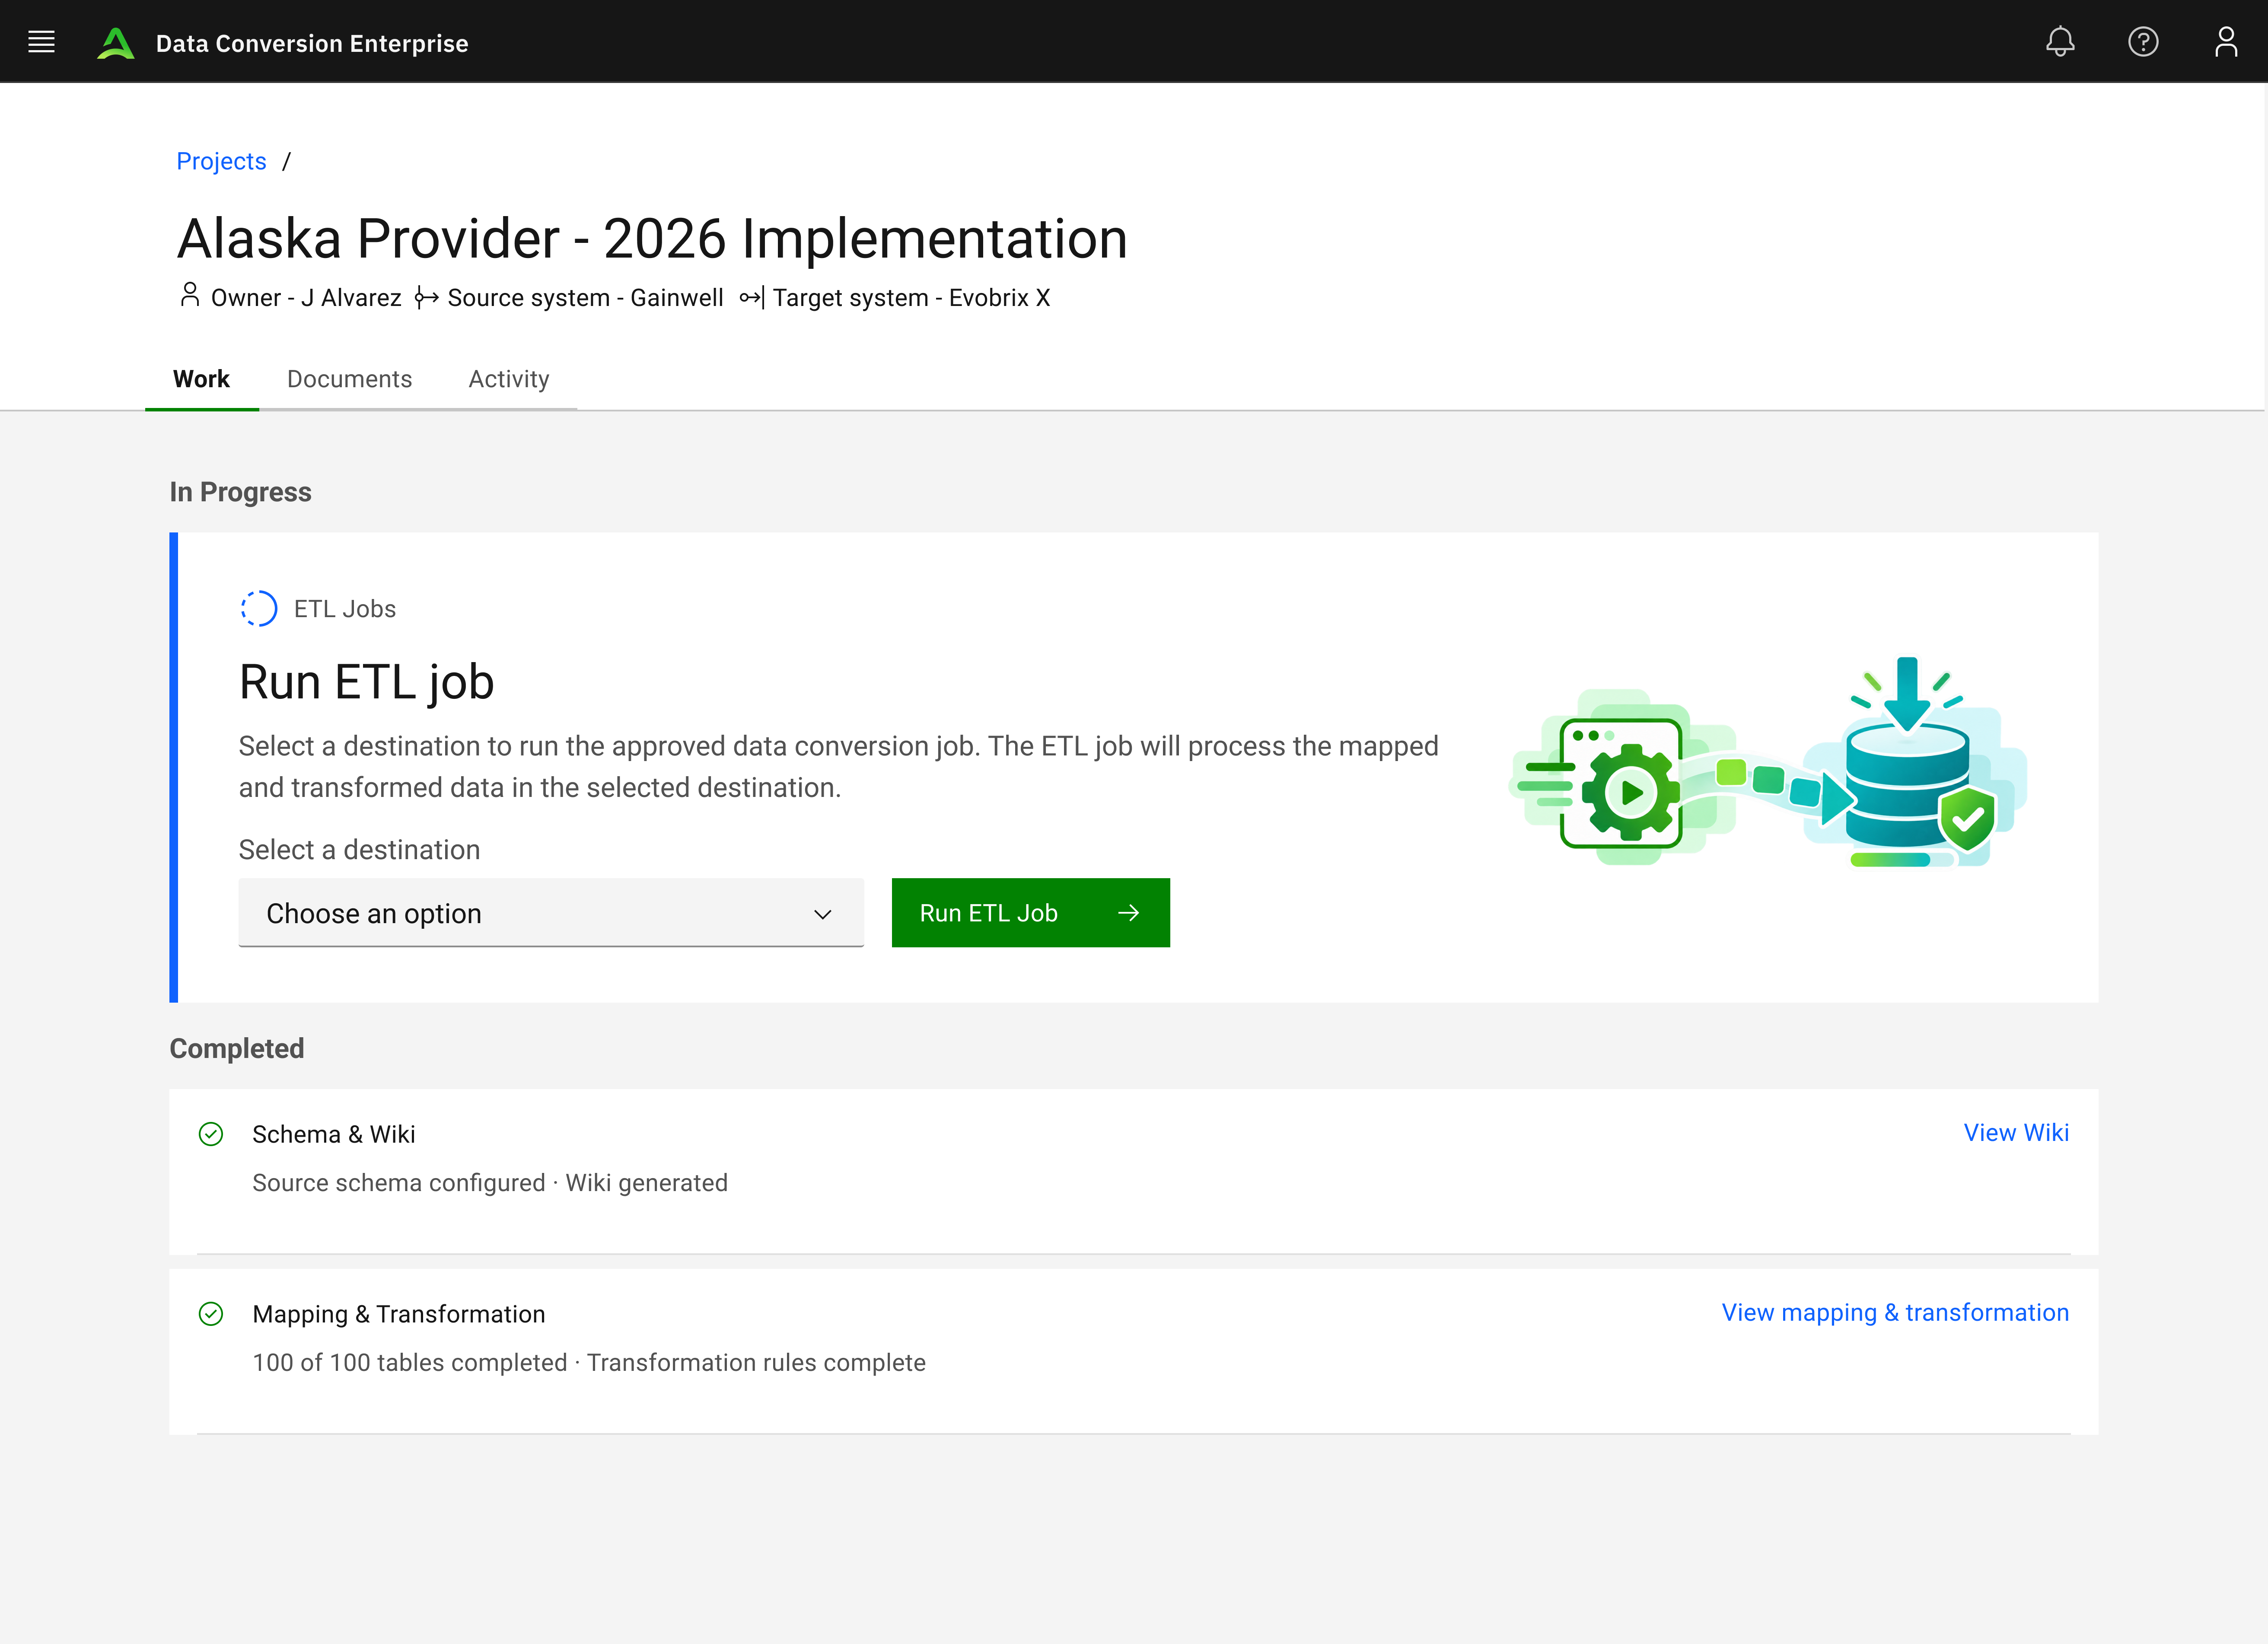 Data Conversion Enterprise
Projects /
Alaska Provider - 2026 Implementation
Owner - J Alvarez Source system - Gainwell Target system - Evobrix X
Work Documents Activity
In Progress
ETL Jobs
Run ETL job
Select a destination to run the approved data conversion job. The ETL job will process the mapped
and transformed data in the selected destination.
Select a destination
Choose an option Run ETL Job
Completed
Schema & Wiki View Wiki
Source schema configured · Wiki generated
Mapping & Transformation View mapping & transformation
100 of 100 tables completed · Transformation rules complete